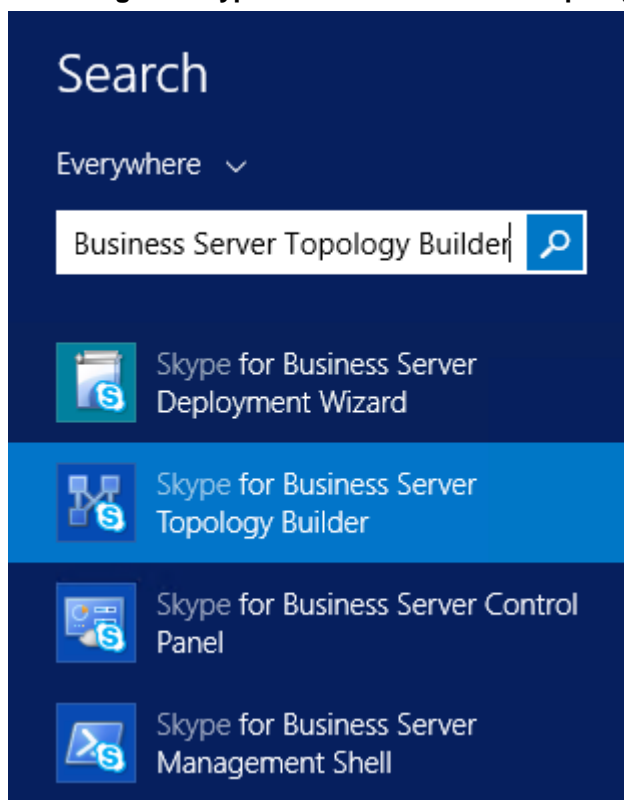 Search
Everywhere
Business Server Topology Builder
Skype for Business Server
Deployment Wizard
Skype for Business Server
Topology Builder
Skype for Business Server Control
Panel
Skype for Business Server
Management Shell